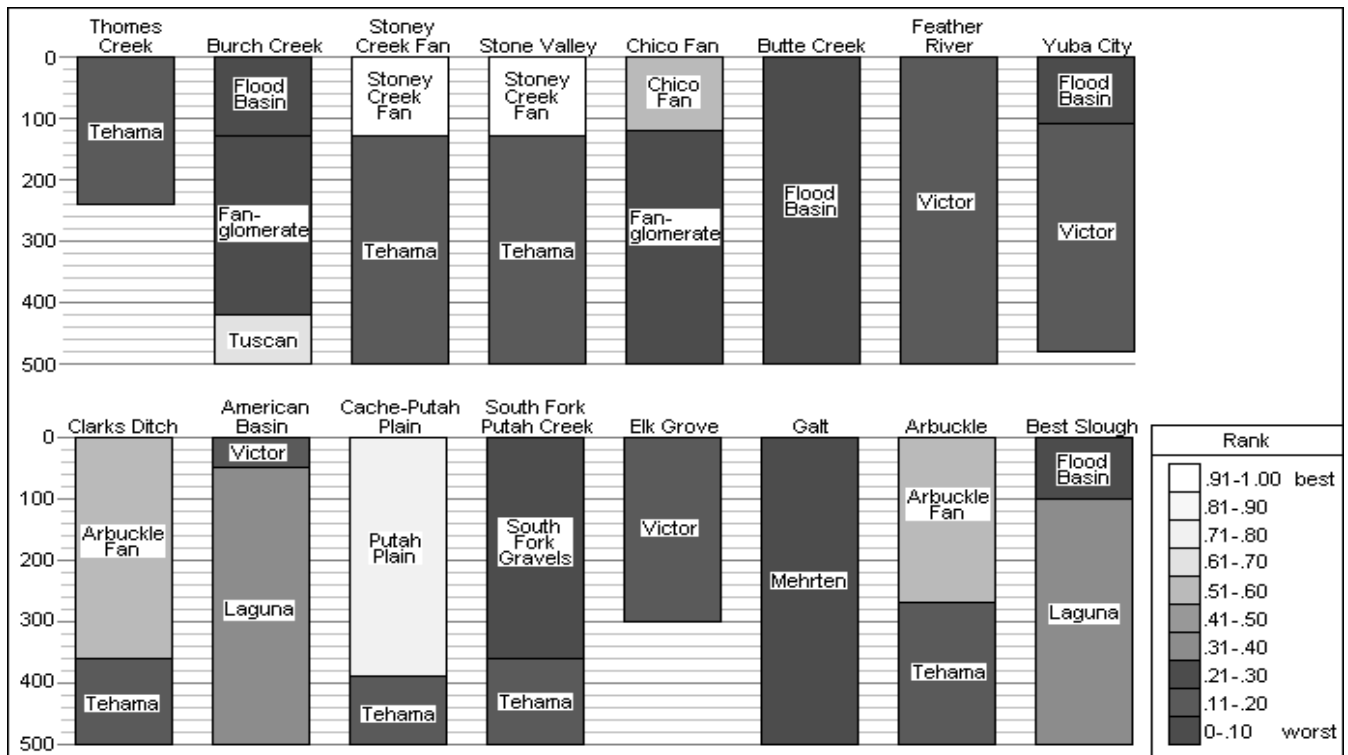 Thomes
Creek
Burch Creek
Stoney
Creek Fan
Stone Valley
Chico Fan
Butte Creek
Feather
River
Yuba City
0
100
200
300
400
500
Tehama
Flood
Basin
Fan-
glomerate
Tuscan
Stoney
Creek
Fan
Tehama
Stoney
Creek
Fan
Tehama
Chico
Fan
Fan-
glomerate
Flood
Basin
Victor
Flood
Basin
Victor
Clarks Ditch
American
Basin
Cache-Putah
Plain
South Fork
Putah Creek
Elk Grove
Galt
Arbuckle
Best Slough
0
100
200
300
400
500
Arbuckle
Fan
Tehama
Victor
Laguna
Putah
Plain
Tehama
South
Fork
Gravels
Tehama
Victor
Mehrten
Arbuckle
Fan
Tehama
Flood
Basin
Laguna
Rank
.91-1.00 best
.81-.90
.71-.80
.61-.70
.51-.60
.41-.50
.31-.40
.21-.30
.11-.20
0-.10 worst